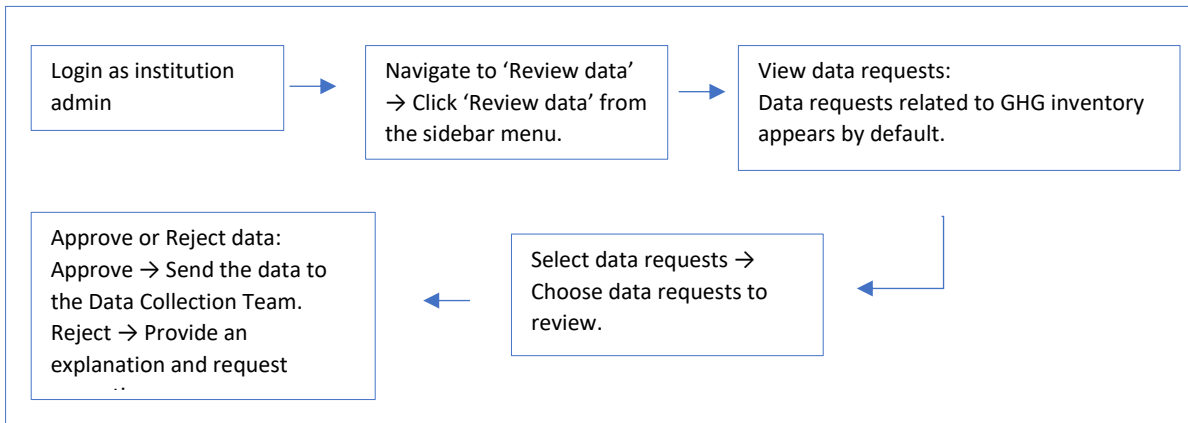 Login as institution
admin
Navigate to ‘Review data’
→ Click ‘Review data’ from
the sidebar menu.
View data requests:
Data requests related to GHG inventory
appears by default.
Select data requests →
Choose data requests to
review.
Approve or Reject data:
Approve → Send the data to
the Data Collection Team.
Reject → Provide an
explanation and request